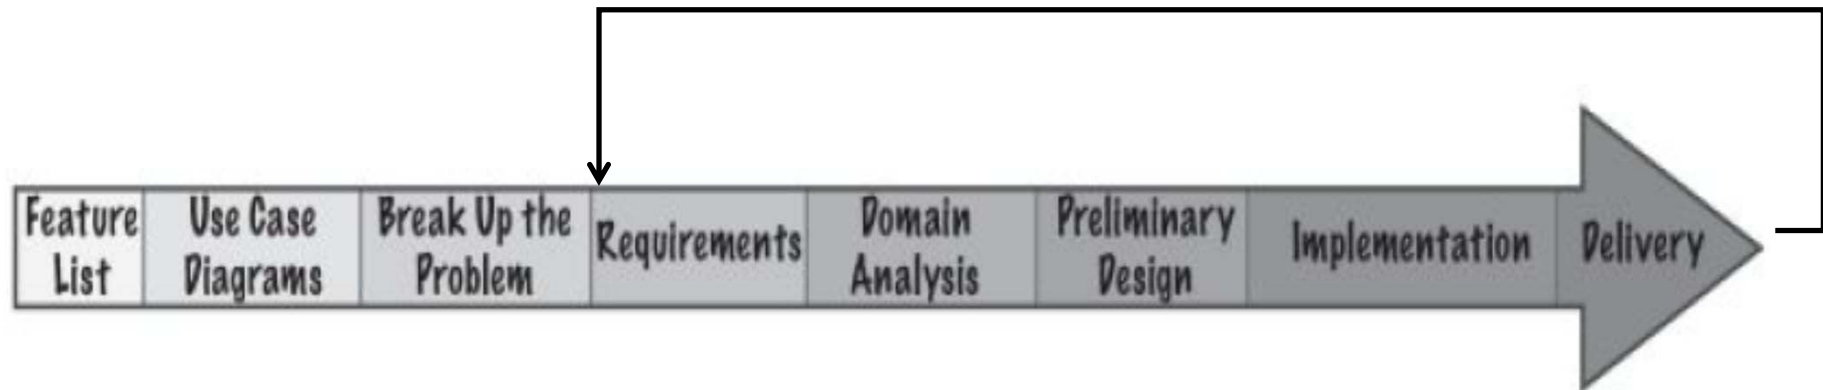 Feature
List
Use Case
Diagrams
Break Up the
Problem
Requirements
Domain
Analysis
Preliminary
Design
Implementation
Delivery